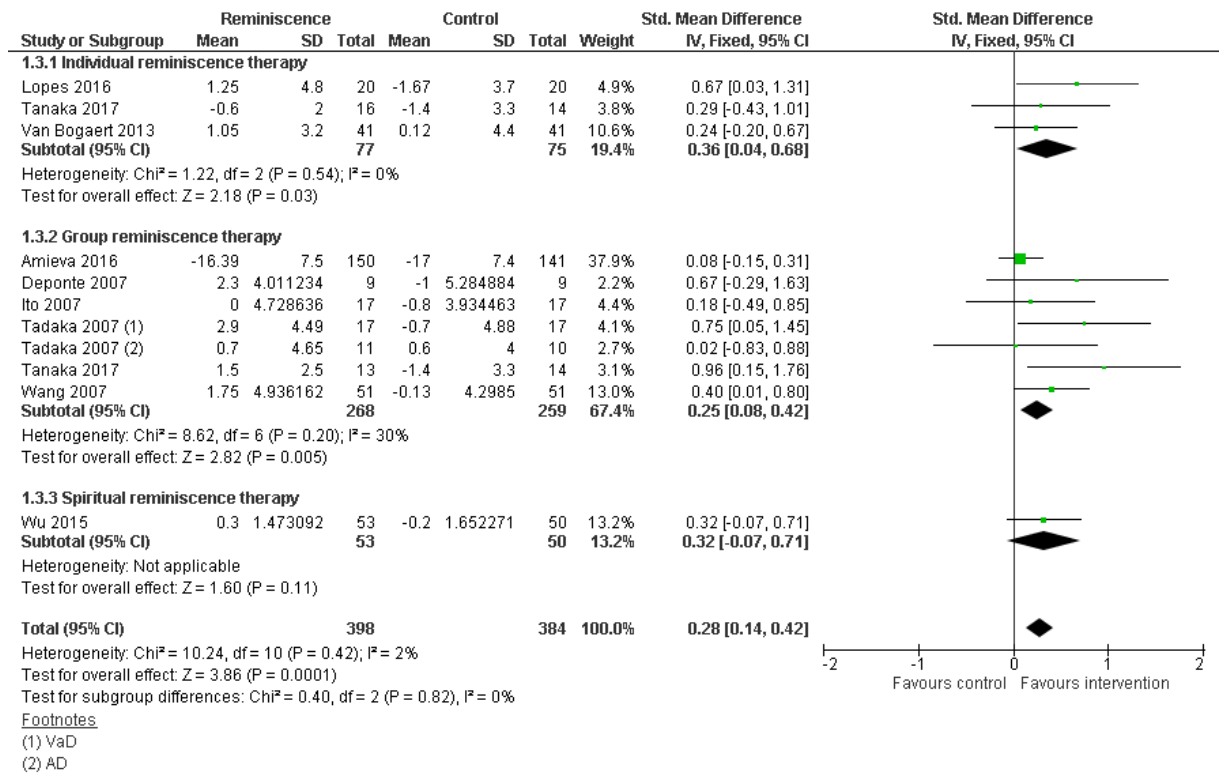 Reminiscence Control Std. Mean Difference Std. Mean Difference
Study or Subgroup Mean SD Total Mean SD Total Weight IV, Fixed, 95% CI IV, Fixed, 95% CI
1.3.1 Individual reminiscence therapy
Lopes 2016 1.25 4.8 20 -1.67 3.7 20 4.9% 0.67 [0.03, 1.31]
Tanaka 2017 -0.6 2 16 -1.4 3.3 14 3.8% 0.29 [-0.43, 1.01]
Van Bogaert 2013 1.05 3.2 41 0.12 4.4 41 10.6% 0.24 [-0.20, 0.67]
Subtotal (95% CI) 77 75 19.4% 0.36 [0.04, 0.68]
Heterogeneity: Chi² = 1.22, df = 2 (P = 0.54); I² = 0%
Test for overall effect: Z = 2.18 (P = 0.03)
1.3.2 Group reminiscence therapy
Amieva 2016 -16.39 7.5 150 -17 7.4 141 37.9% 0.08 [-0.15, 0.31]
Deponte 2007 2.3 4.011234 9 -1 5.284884 9 2.2% 0.67 [-0.29, 1.63]
Ito 2007 0 4.728636 17 -0.8 3.934463 17 4.4% 0.18 [-0.49, 0.85]
Tadaka 2007 (1) 2.9 4.49 17 -0.7 4.88 17 4.1% 0.75 [0.05, 1.45]
Tadaka 2007 (2) 0.7 4.65 11 0.6 4 10 2.7% 0.02 [-0.83, 0.88]
Tanaka 2017 1.5 2.5 13 -1.4 3.3 14 3.1% 0.96 [0.15, 1.76]
Wang 2007 1.75 4.936162 51 -0.13 4.2985 51 13.0% 0.40 [0.01, 0.80]
Subtotal (95% CI) 268 259 67.4% 0.25 [0.08, 0.42]
Heterogeneity: Chi² = 8.62, df = 6 (P = 0.20); I² = 30%
Test for overall effect: Z = 2.82 (P = 0.005)
1.3.3 Spiritual reminiscence therapy
Wu 2015 0.3 1.473092 53 -0.2 1.652271 50 13.2% 0.32 [-0.07, 0.71]
Subtotal (95% CI) 53 50 13.2% 0.32 [-0.07, 0.71]
Heterogeneity: Not applicable
Test for overall effect: Z = 1.60 (P = 0.11)
Total (95% CI) 398 384 100.0% 0.28 [0.14, 0.42]
Heterogeneity: Chi² = 10.24, df = 10 (P = 0.42); I² = 2%
Test for overall effect: Z = 3.86 (P = 0.0001)
Test for subgroup differences: Chi² = 0.40, df = 2 (P = 0.82), I² = 0%
-2 -1 0 1 2
Favours control Favours intervention
Footnotes
(1) VaD
(2) AD